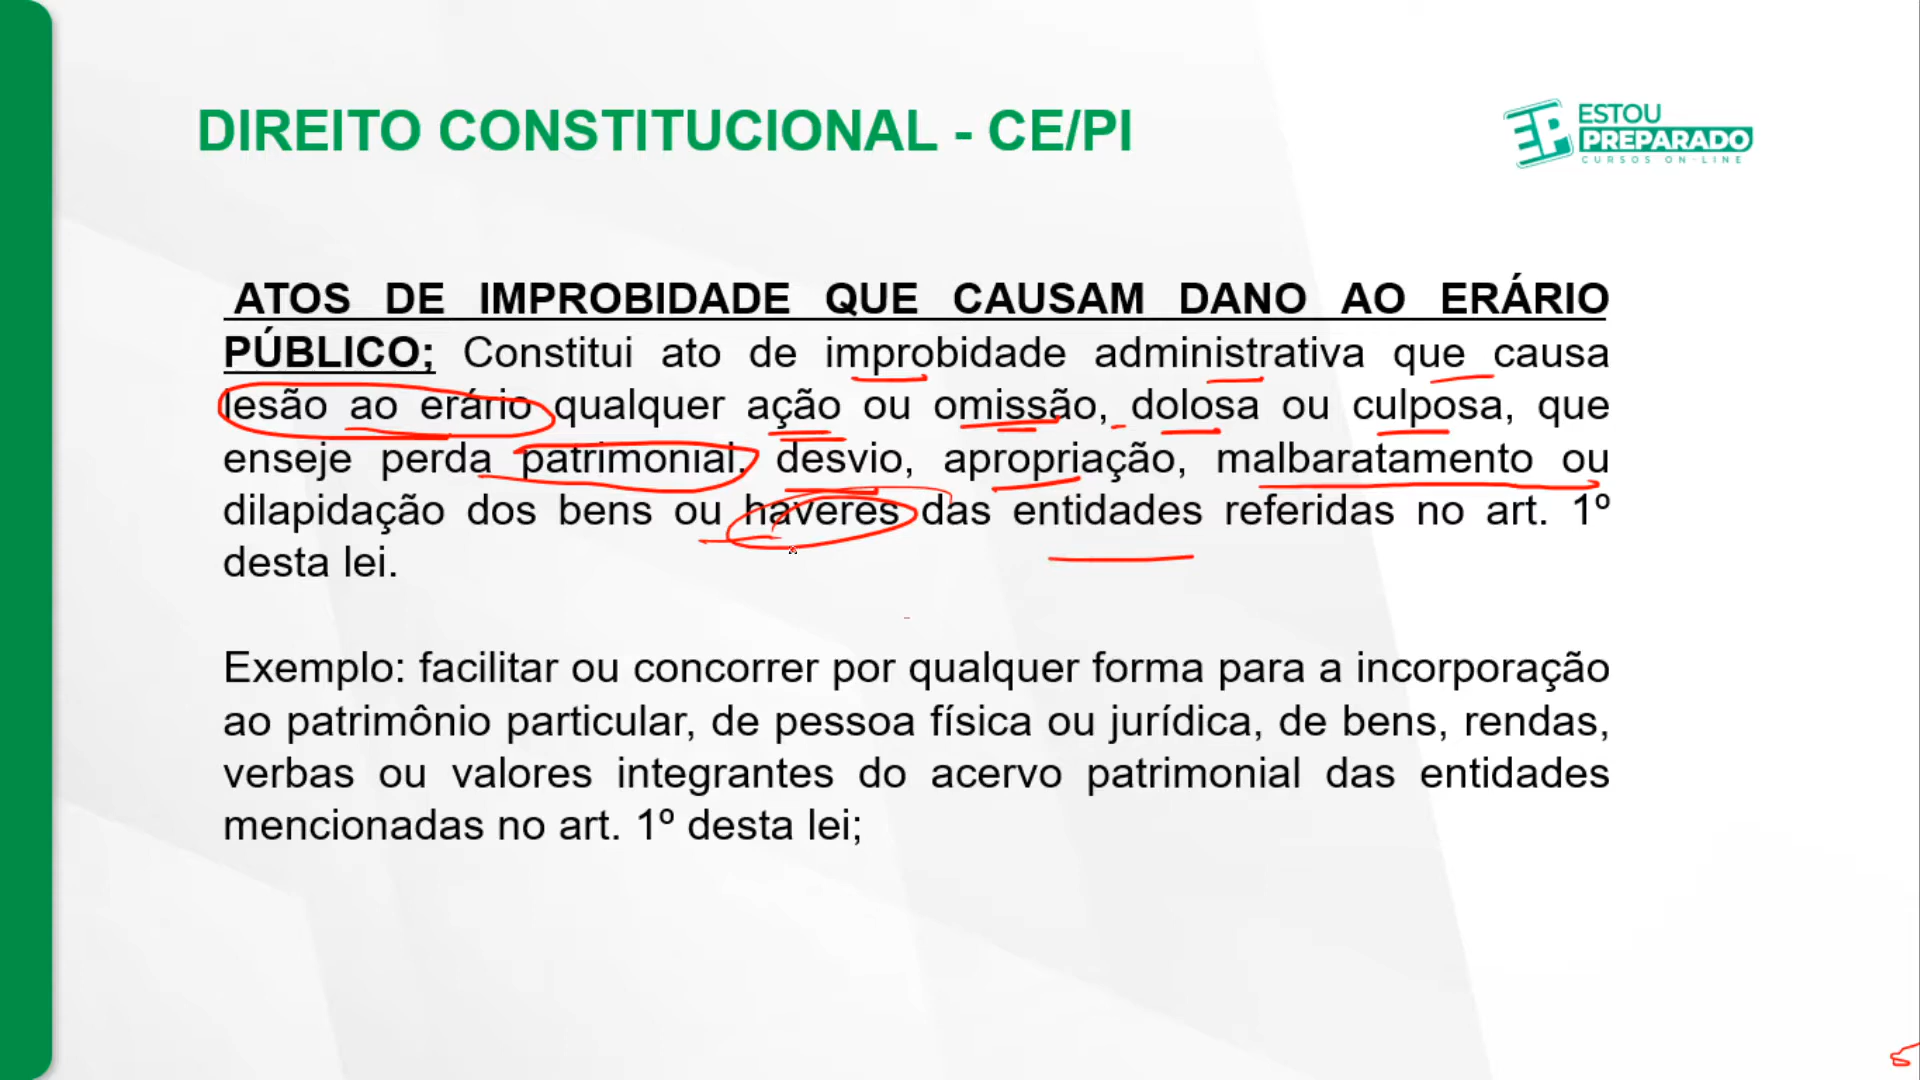 DIREITO CONSTITUCIONAL - CE/PI
EP
ESTOU
PREPARADO
CURSOS ON-LINE
ATOS DE IMPROBIDADE QUE CAUSAM DANO AO ERÁRIO
PÚBLICO; Constitui ato de improbidade administrativa que causa
lesão ao erário qualquer ação ou omissão, dolosa ou culposa, que
enseje perda patrimonial, desvio, apropriação, malbaratamento ou
dilapidação dos bens ou haveres das entidades referidas no art. 1º
desta lei.
Exemplo: facilitar ou concorrer por qualquer forma para a incorporação
ao patrimônio particular, de pessoa física ou jurídica, de bens, rendas,
verbas ou valores integrantes do acervo patrimonial das entidades
mencionadas no art. 1º desta lei;